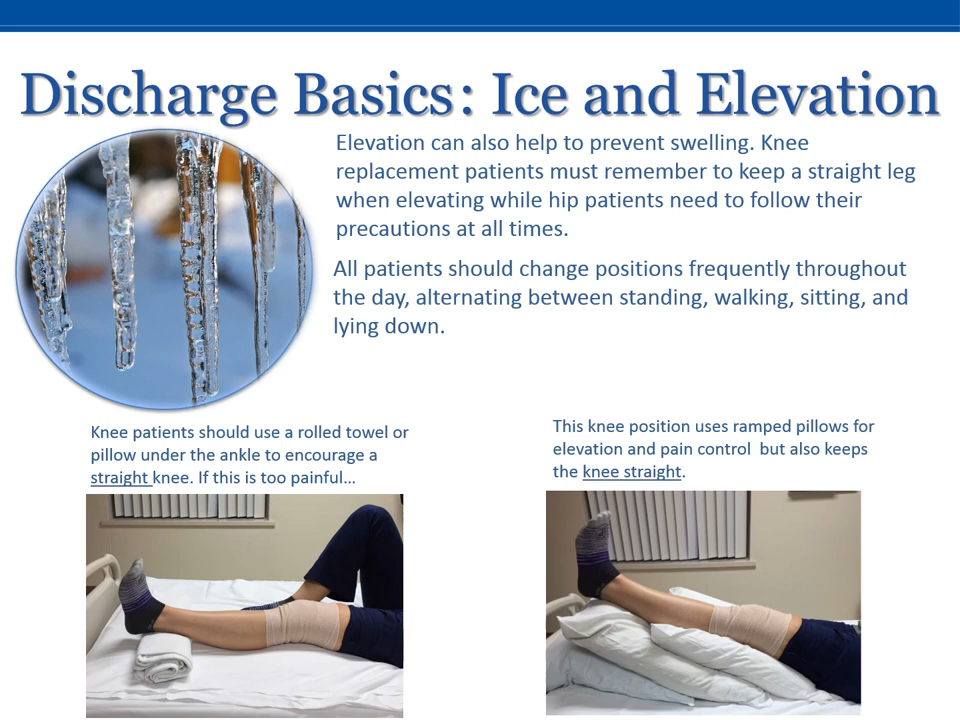 Discharge Basics: Ice and Elevation
Elevation can also help to prevent swelling. Knee
replacement patients must remember to keep a straight leg
when elevating while hip patients need to follow their
precautions at all times.
All patients should change positions frequently throughout
the day, alternating between standing, walking, sitting, and
lying down.
Knee patients should use a rolled towel or
pillow under the ankle to encourage a
straight knee. If this is too painful…
This knee position uses ramped pillows for
elevation and pain control  but also keeps
the knee straight.